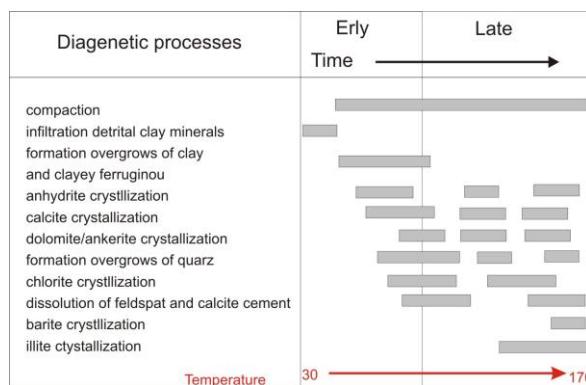 Diagenetic processes
Erly
Late
Time
compaction
infiltration detrital clay minerals
formation overgrows of clay
and clayey ferruginou
anhydrite crystllization
calcite crystallization
dolomite/ankerite crystallization
formation overgrows of quarz
chlorite crystllization
dissolution of feldspat and calcite cement
barite crystllization
illite ctystallization
Temperature
30
170